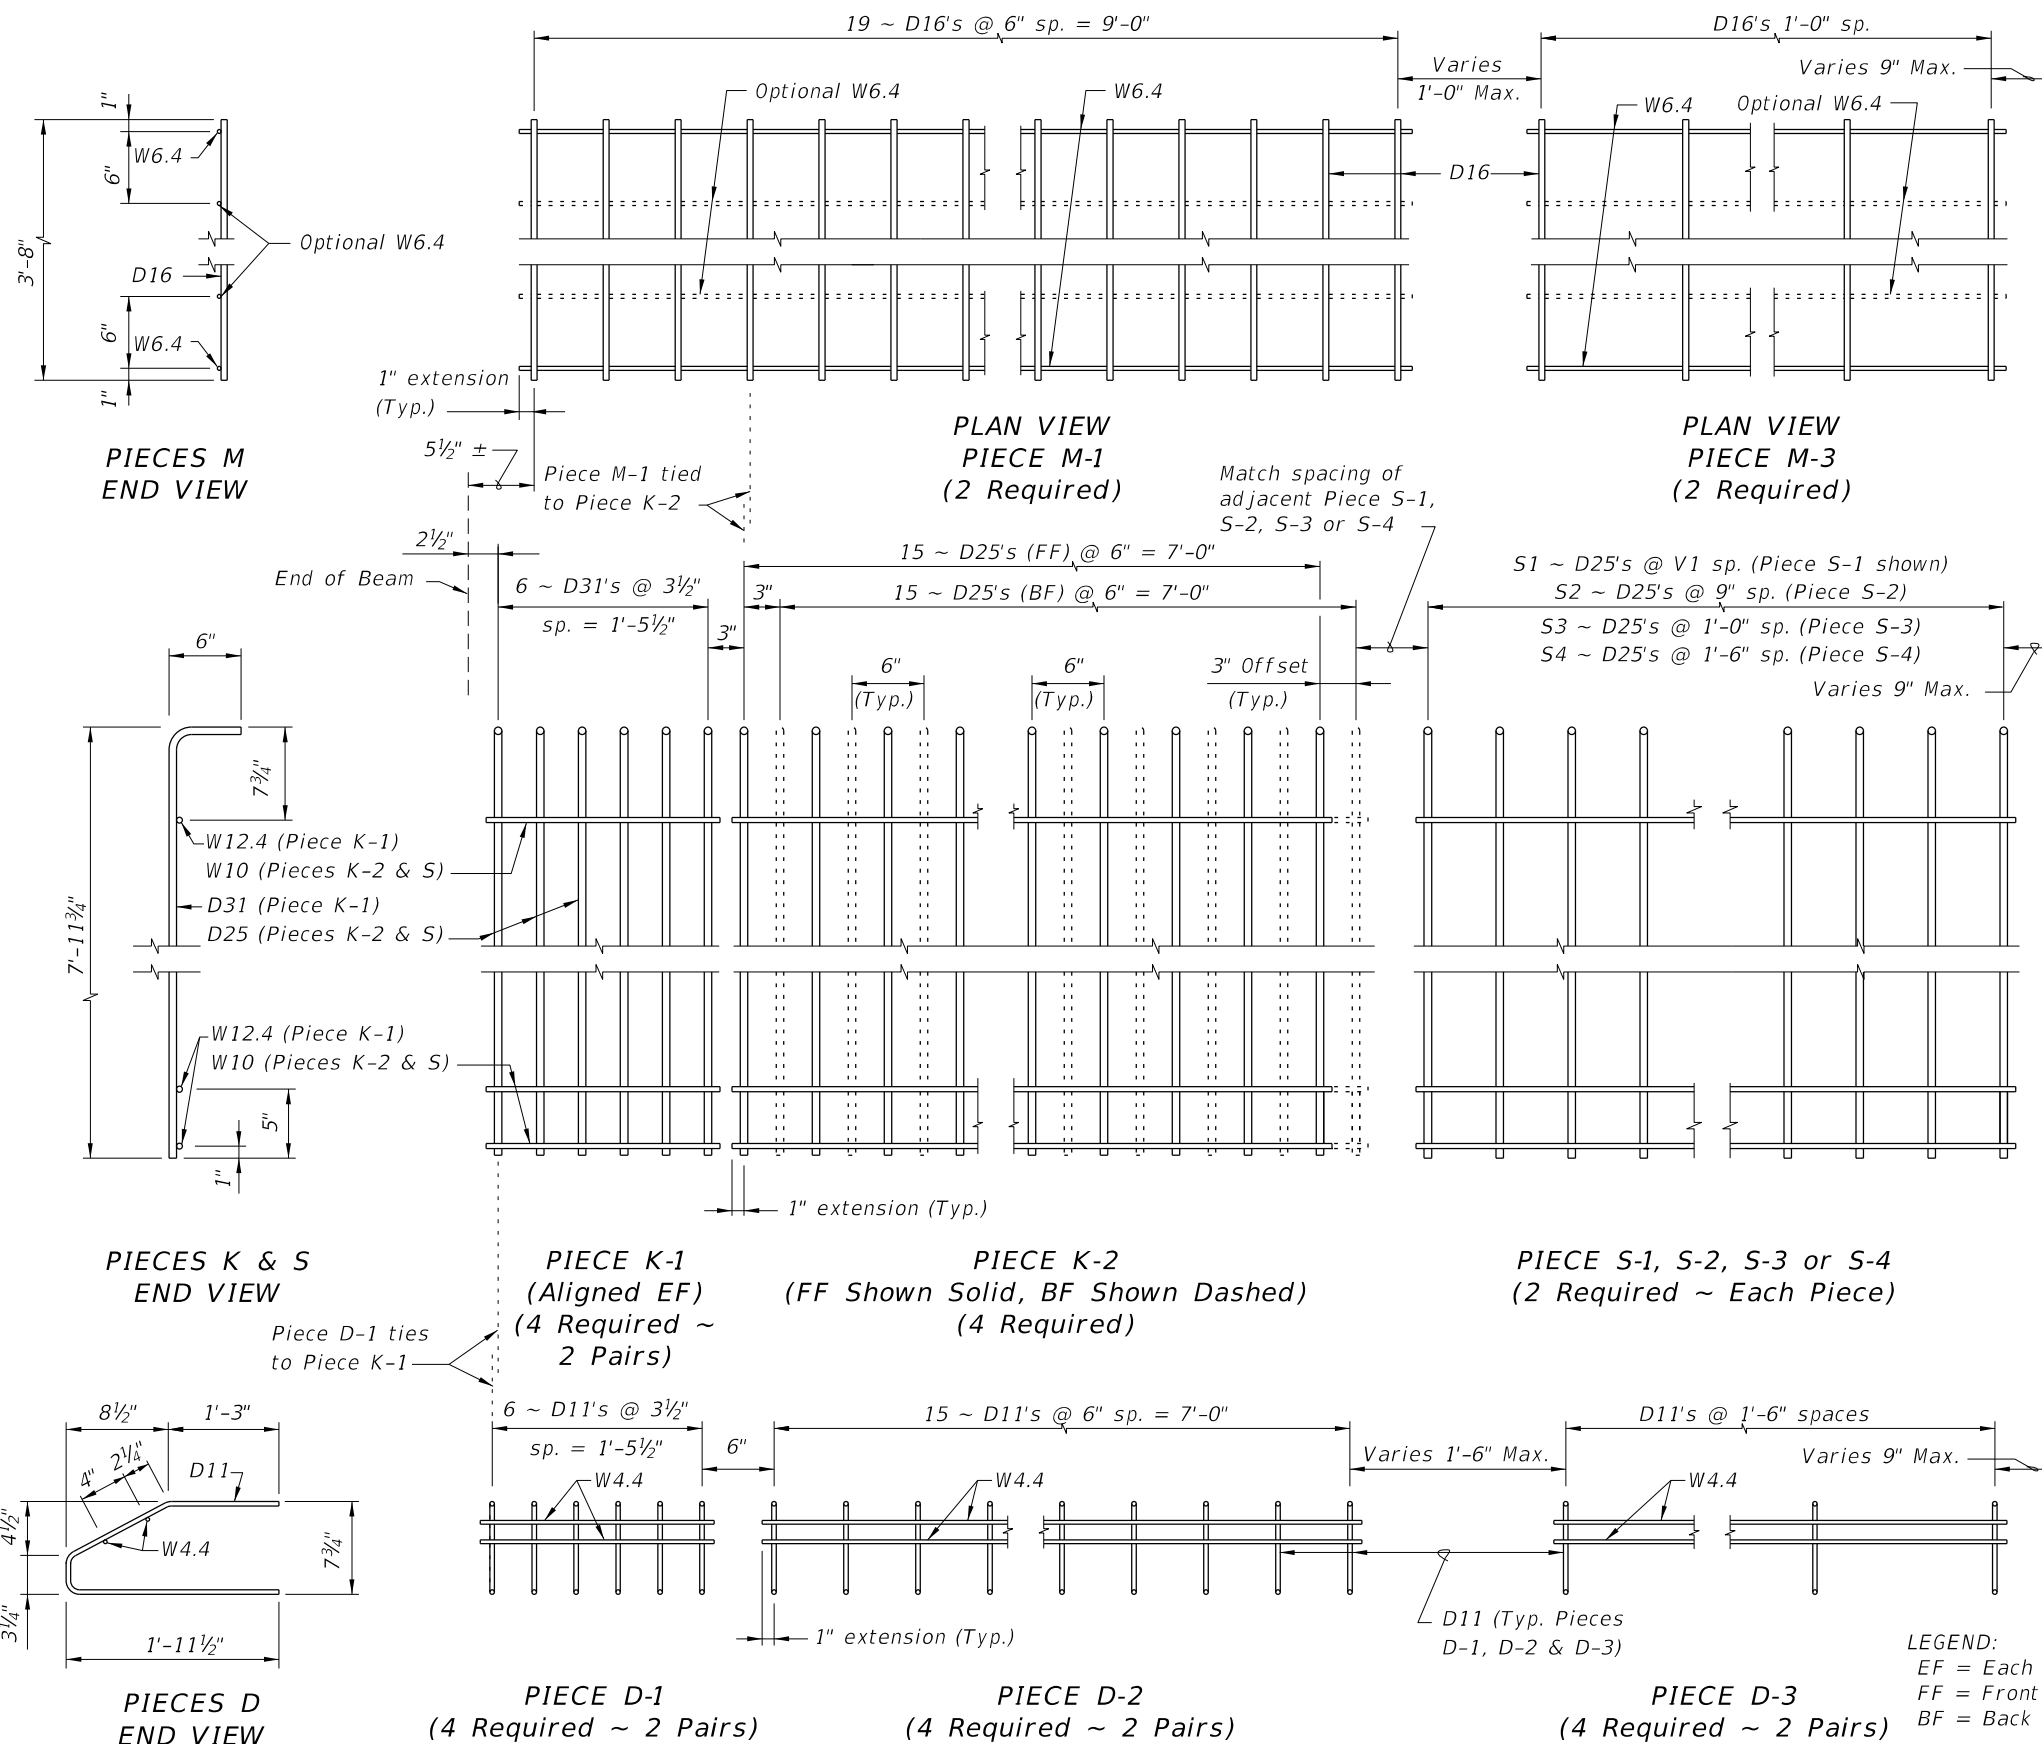 19 ~ D16's @ 6" sp. = 9'-0"
D16's 1'-0" sp.
Varies
1'-0" Max.
Varies 9" Max.
1"
W6.4
6"
3'-8"
Optional W6.4
D16
6"
W6.4
1"
Optional W6.4
W6.4
D16
W6.4
Optional W6.4
1" extension
(Typ.)
PIECES M
END VIEW
PLAN VIEW
PIECE M-1
(2 Required)
PLAN VIEW
PIECE M-3
(2 Required)
5½" ±
Piece M-1 tied
to Piece K-2
Match spacing of
adjacent Piece S-1,
S-2, S-3 or S-4
2½"
End of Beam
6 ~ D31's @ 3½"
sp. = 1'-5½"
3"
15 ~ D25's (FF) @ 6" = 7'-0"
3"
15 ~ D25's (BF) @ 6" = 7'-0"
6"
(Typ.)
6"
(Typ.)
3" Offset
(Typ.)
S1 ~ D25's @ V1 sp. (Piece S-1 shown)
S2 ~ D25's @ 9" sp. (Piece S-2)
S3 ~ D25's @ 1'-0" sp. (Piece S-3)
S4 ~ D25's @ 1'-6" sp. (Piece S-4)
Varies 9" Max.
6"
7¾"
7'-11¾"
W12.4 (Piece K-1)
W10 (Pieces K-2 & S)
D31 (Piece K-1)
D25 (Pieces K-2 & S)
W12.4 (Piece K-1)
W10 (Pieces K-2 & S)
5"
1"
1" extension (Typ.)
PIECES K & S
END VIEW
PIECE K-1
(Aligned EF)
(4 Required ~
2 Pairs)
PIECE K-2
(FF Shown Solid, BF Shown Dashed)
(4 Required)
PIECE S-1, S-2, S-3 or S-4
(2 Required ~ Each Piece)
Piece D-1 ties
to Piece K-1
8½"
1'-3"
4"
2¼"
D11
4½"
W4.4
7¾"
3¼"
1'-11½"
6 ~ D11's @ 3½"
sp. = 1'-5½"
W4.4
6"
15 ~ D11's @ 6" sp. = 7'-0"
W4.4
Varies 1'-6" Max.
D11's @ 1'-6" spaces
Varies 9" Max.
W4.4
1" extension (Typ.)
D11 (Typ. Pieces
D-1, D-2 & D-3)
LEGEND:
EF = Each
FF = Front
BF = Back
PIECES D
END VIEW
PIECE D-1
(4 Required ~ 2 Pairs)
PIECE D-2
(4 Required ~ 2 Pairs)
PIECE D-3
(4 Required ~ 2 Pairs)